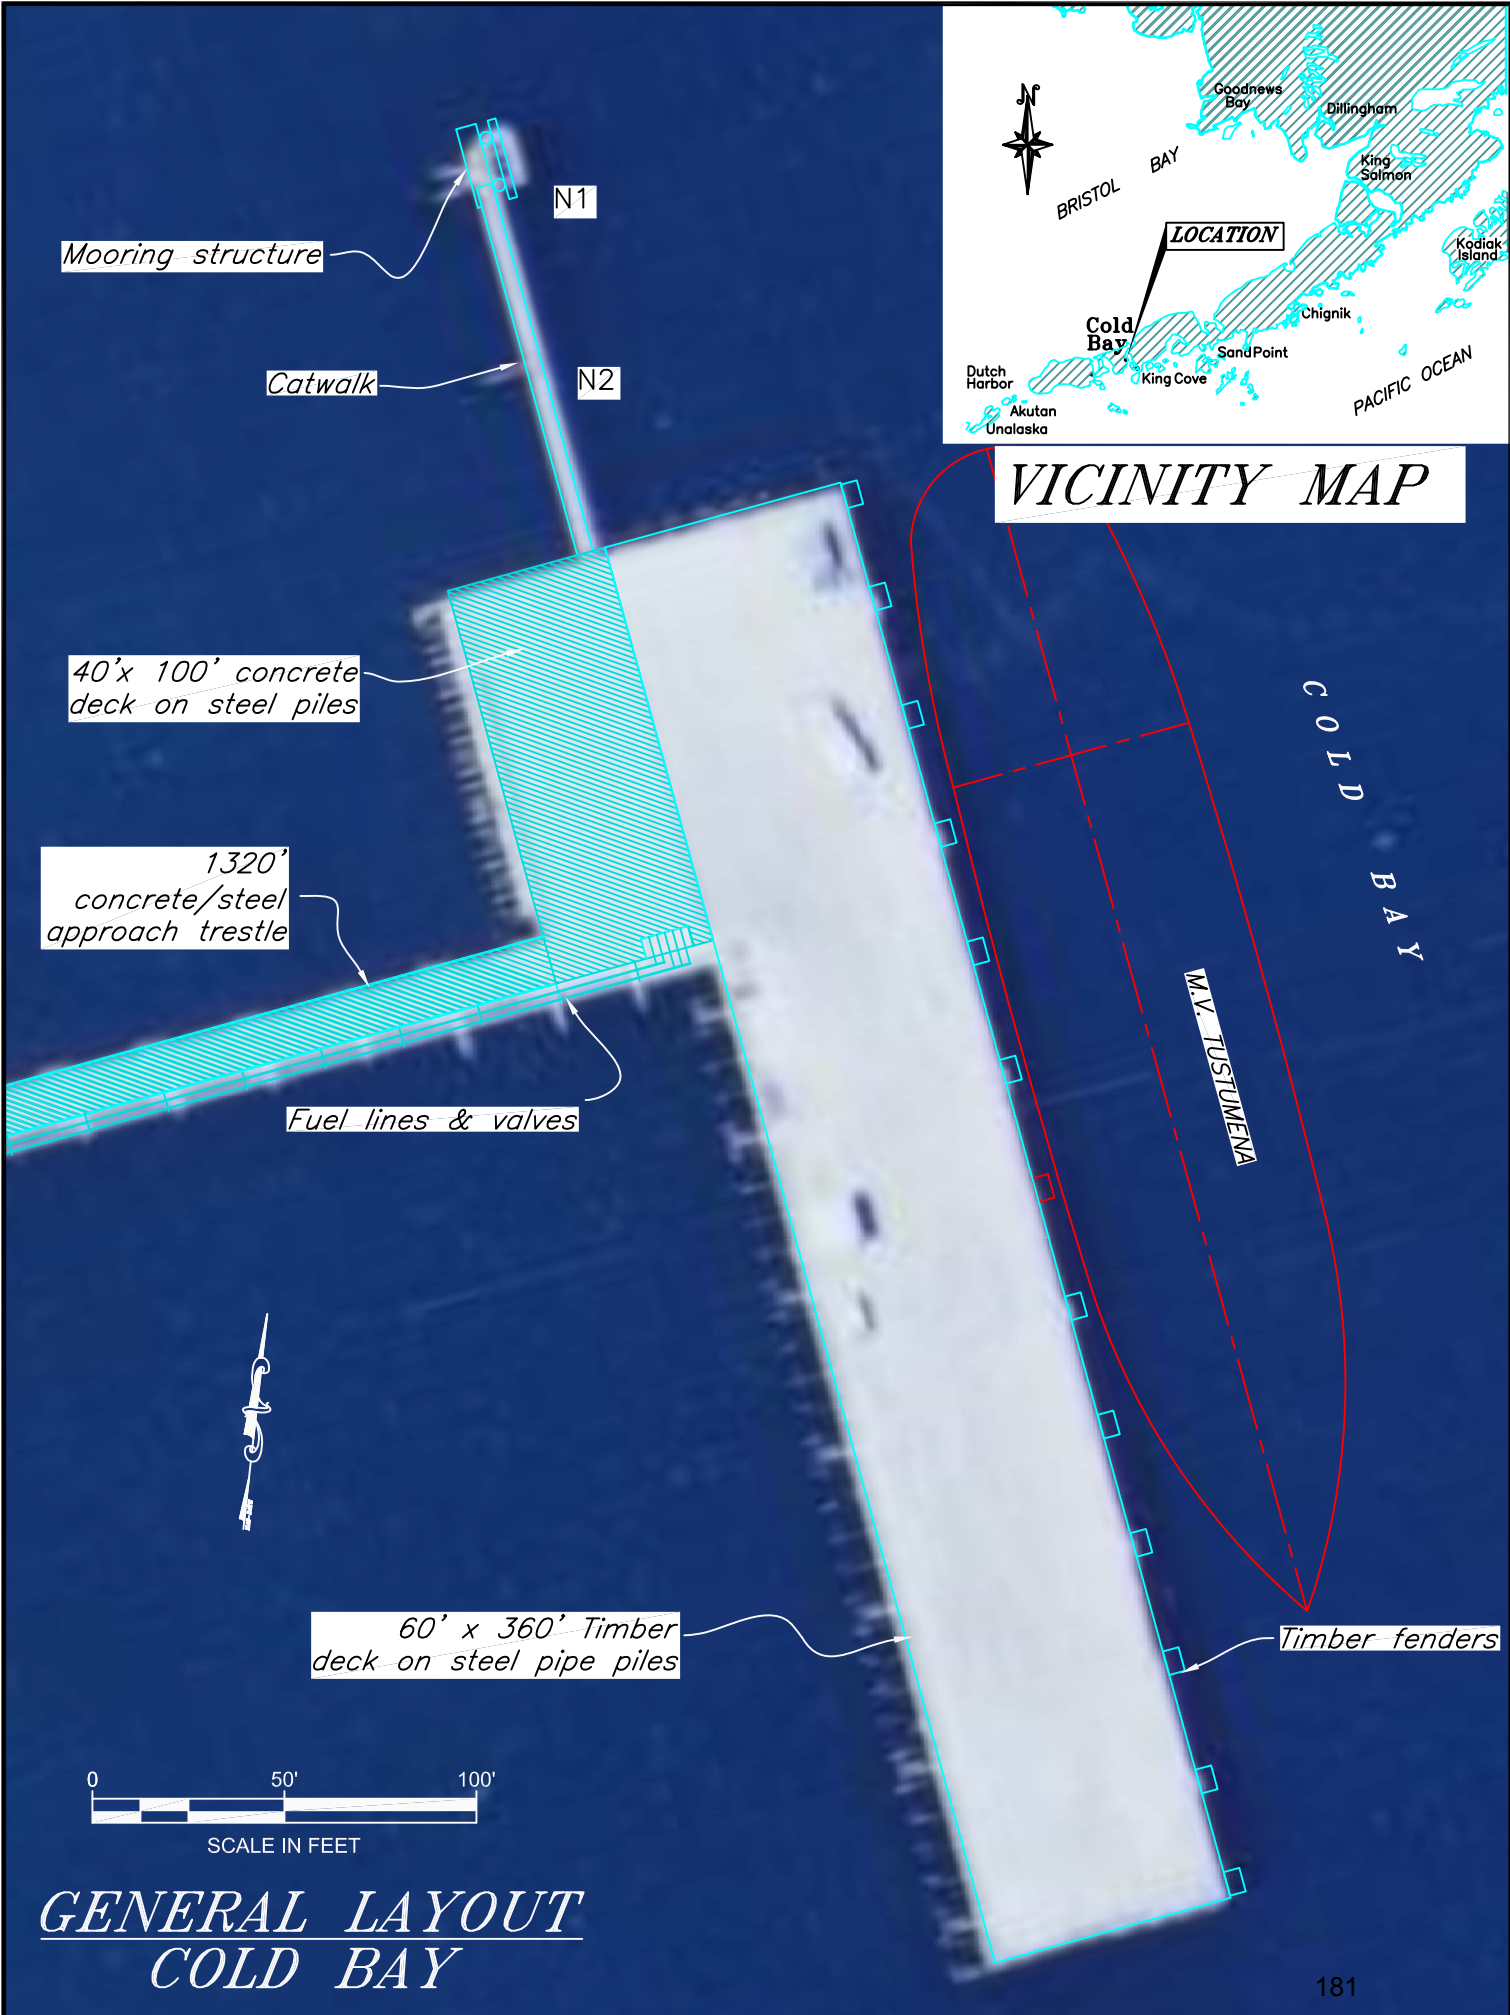 N
Goodnews
Bay
Dillingham
King
Salmon
BRISTOL BAY
LOCATION
Kodiak
Island
Chignik
Cold
Bay
SandPoint
King Cove
Dutch
Harbor
Akutan
Unalaska
PACIFIC OCEAN
VICINITY MAP
N1
Mooring structure
Catwalk
N2
40'x 100' concrete
deck on steel piles
COLD BAY
1320'
concrete/steel
approach trestle
M.V. TUSTUMENA
Fuel lines & valves
60' x 360' Timber
deck on steel pipe piles
Timber fenders
0 50' 100'
SCALE IN FEET
GENERAL LAYOUT
COLD BAY
181